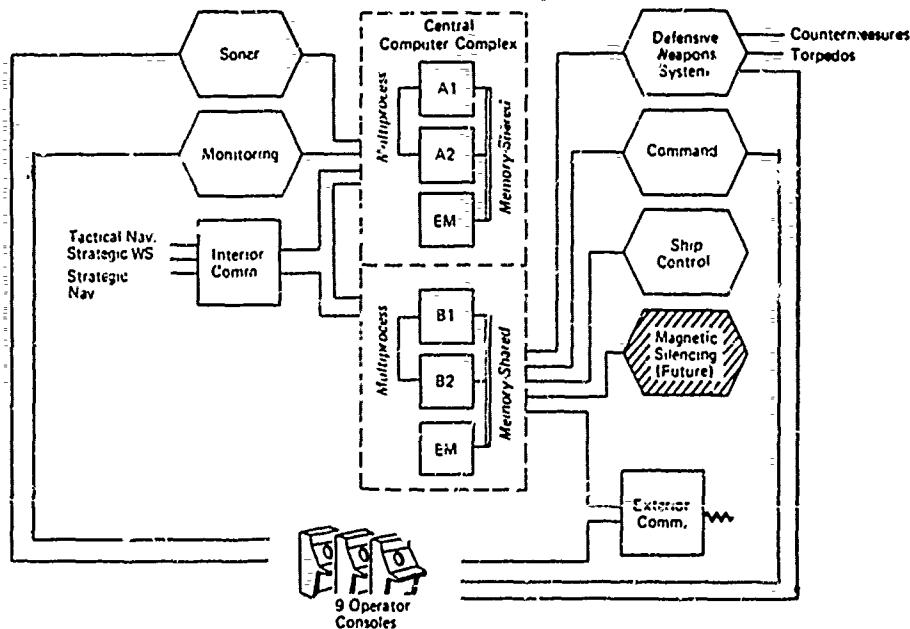 Sonar
Monitoring
Tactical Nav.
Strategic WS
Strategic
Nav
Interior
Comm
Central
Computer Complex
Multiprocess
A1
A2
EM
Memory-Shared
Multiprocess
B1
B2
EM
Memory-Shared
Defensive
Weapons
System
Countermeasures
Torpedos
Command
Ship
Control
Magnetic
Silencing
(Future)
Exterior
Comm.
9 Operator
Consoles